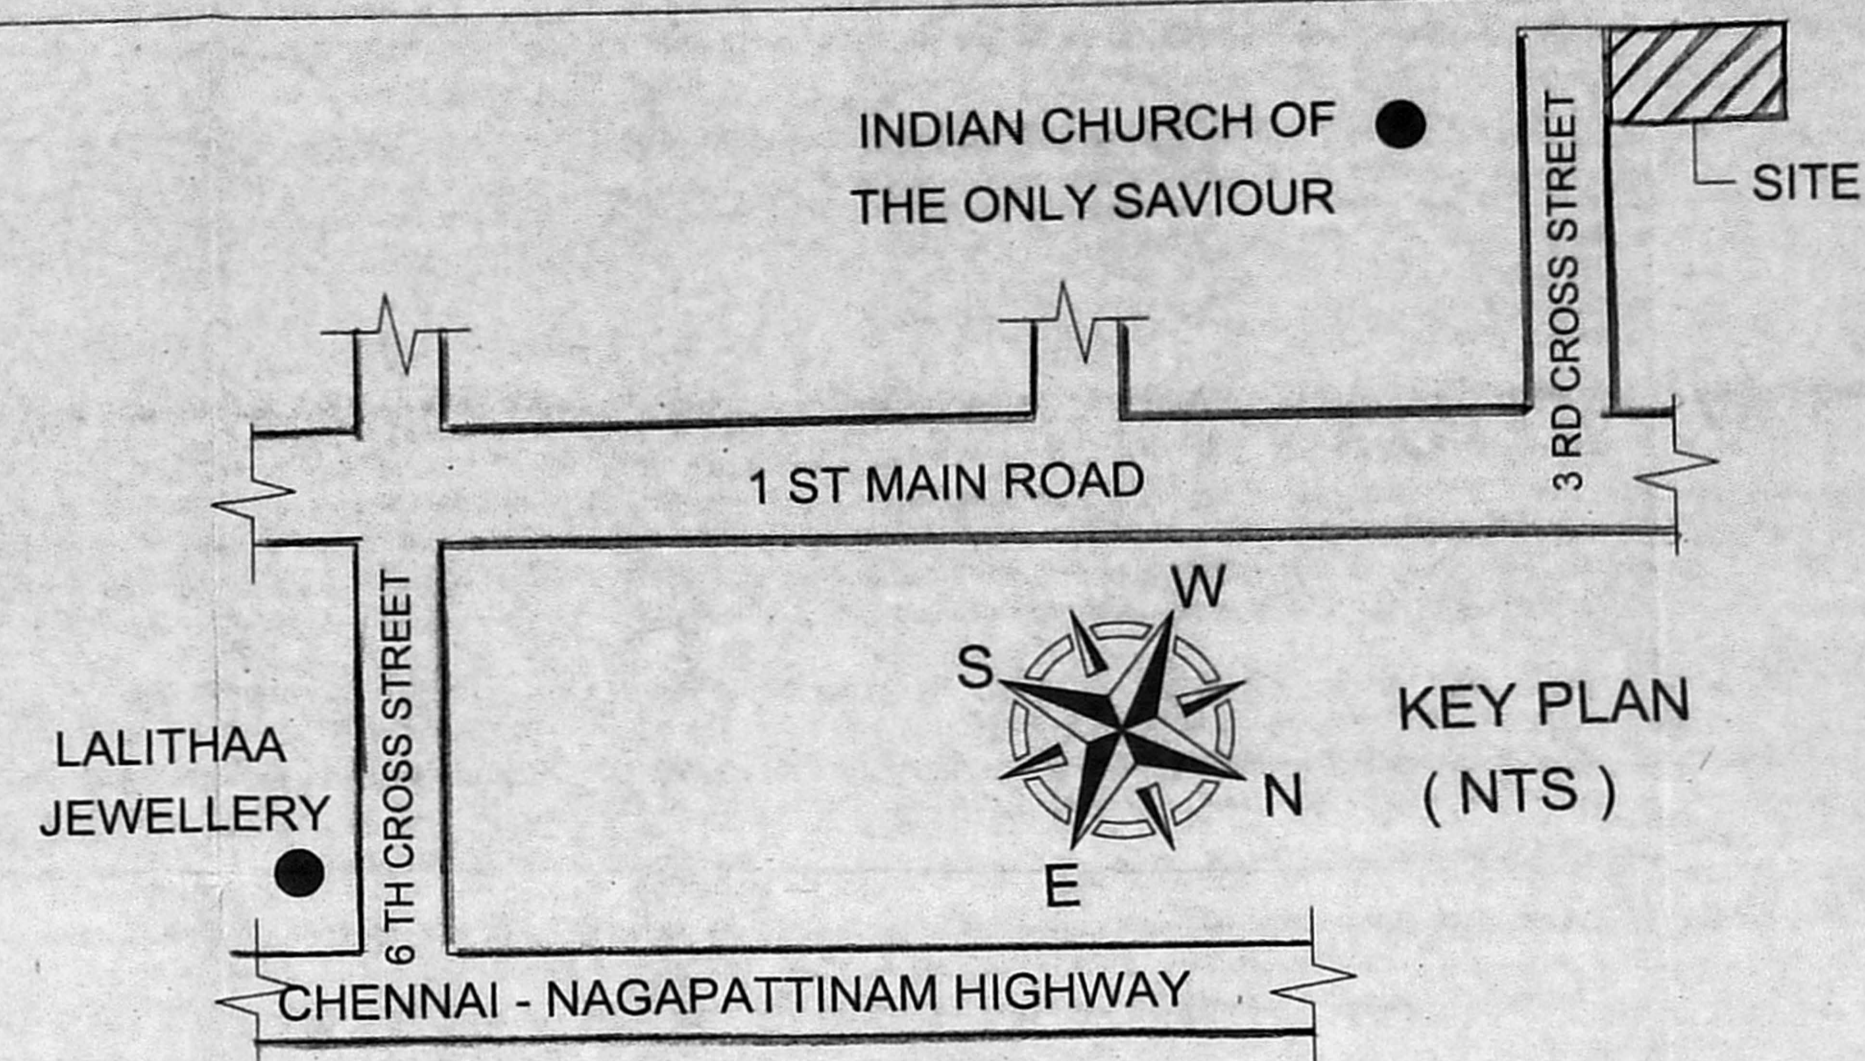 INDIAN CHURCH OF
THE ONLY SAVIOUR
3 RD CROSS STREET
SITE
1 ST MAIN ROAD
6 TH CROSS STREET
LALITHAA
JEWELLERY
W
S
N
E
KEY PLAN
( NTS )
CHENNAI - NAGAPATTINAM HIGHWAY